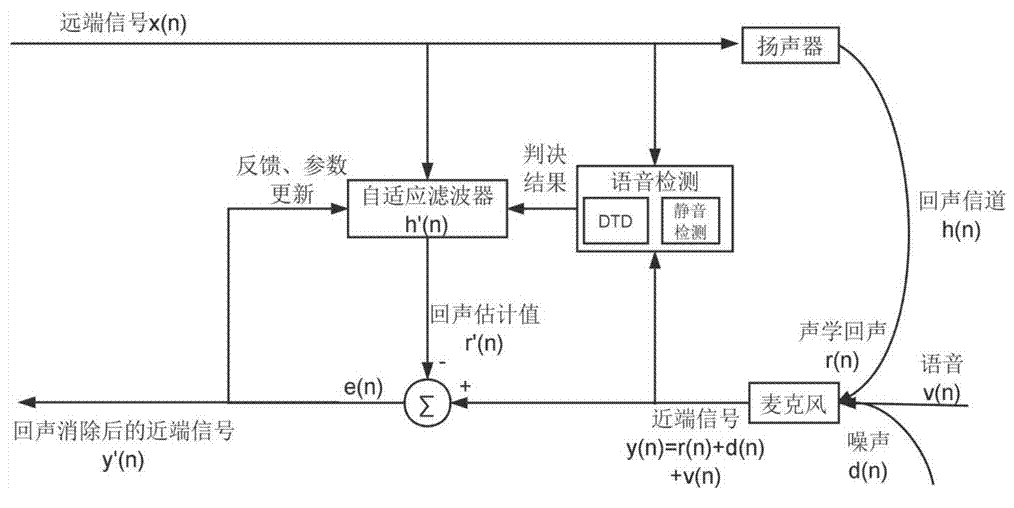 远端信号x(n)
扬声器
反馈、参数
更新
判决
结果
语音检测
自适应滤波器
h'(n)
DTD
静音
检测
回声信道
h(n)
回声估计值
r'(n)
声学回声
r(n)
-
e(n)
+
Σ
麦克风
语音
v(n)
回声消除后的近端信号
y'(n)
近端信号
y(n)=r(n)+d(n)
+v(n)
噪声
d(n)